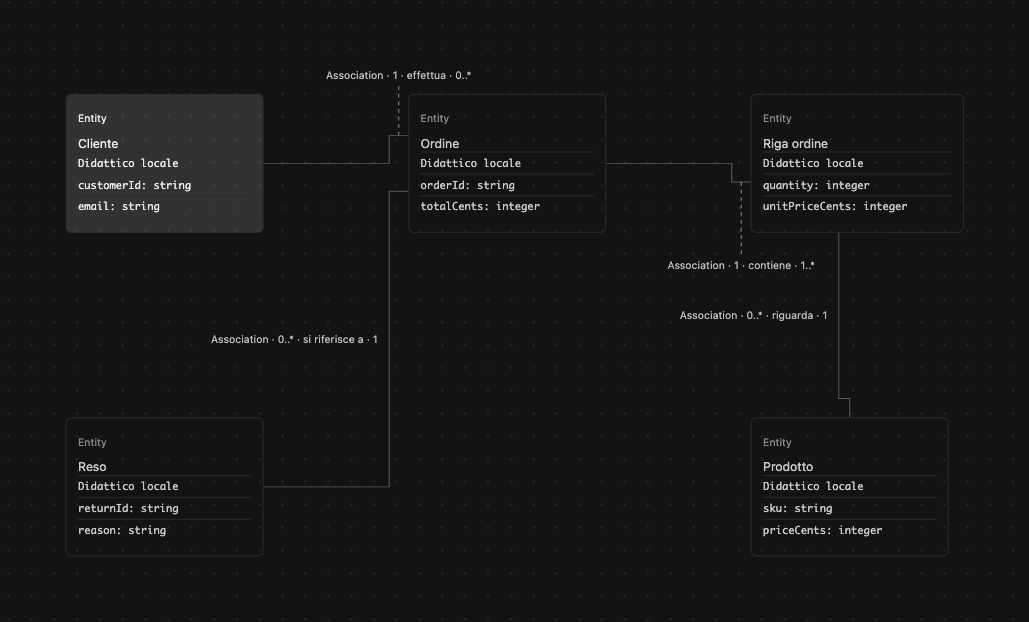 Association · 1 · effettua · 0..*
Entity
Cliente
Didattico locale
customerId: string
email: string
Entity
Ordine
Didattico locale
orderId: string
totalCents: integer
Entity
Riga ordine
Didattico locale
quantity: integer
unitPriceCents: integer
Association · 1 · contiene · 1..*
Association · 0..* · riguarda · 1
Association · 0..* · si riferisce a · 1
Entity
Reso
Didattico locale
returnId: string
reason: string
Entity
Prodotto
Didattico locale
sku: string
priceCents: integer